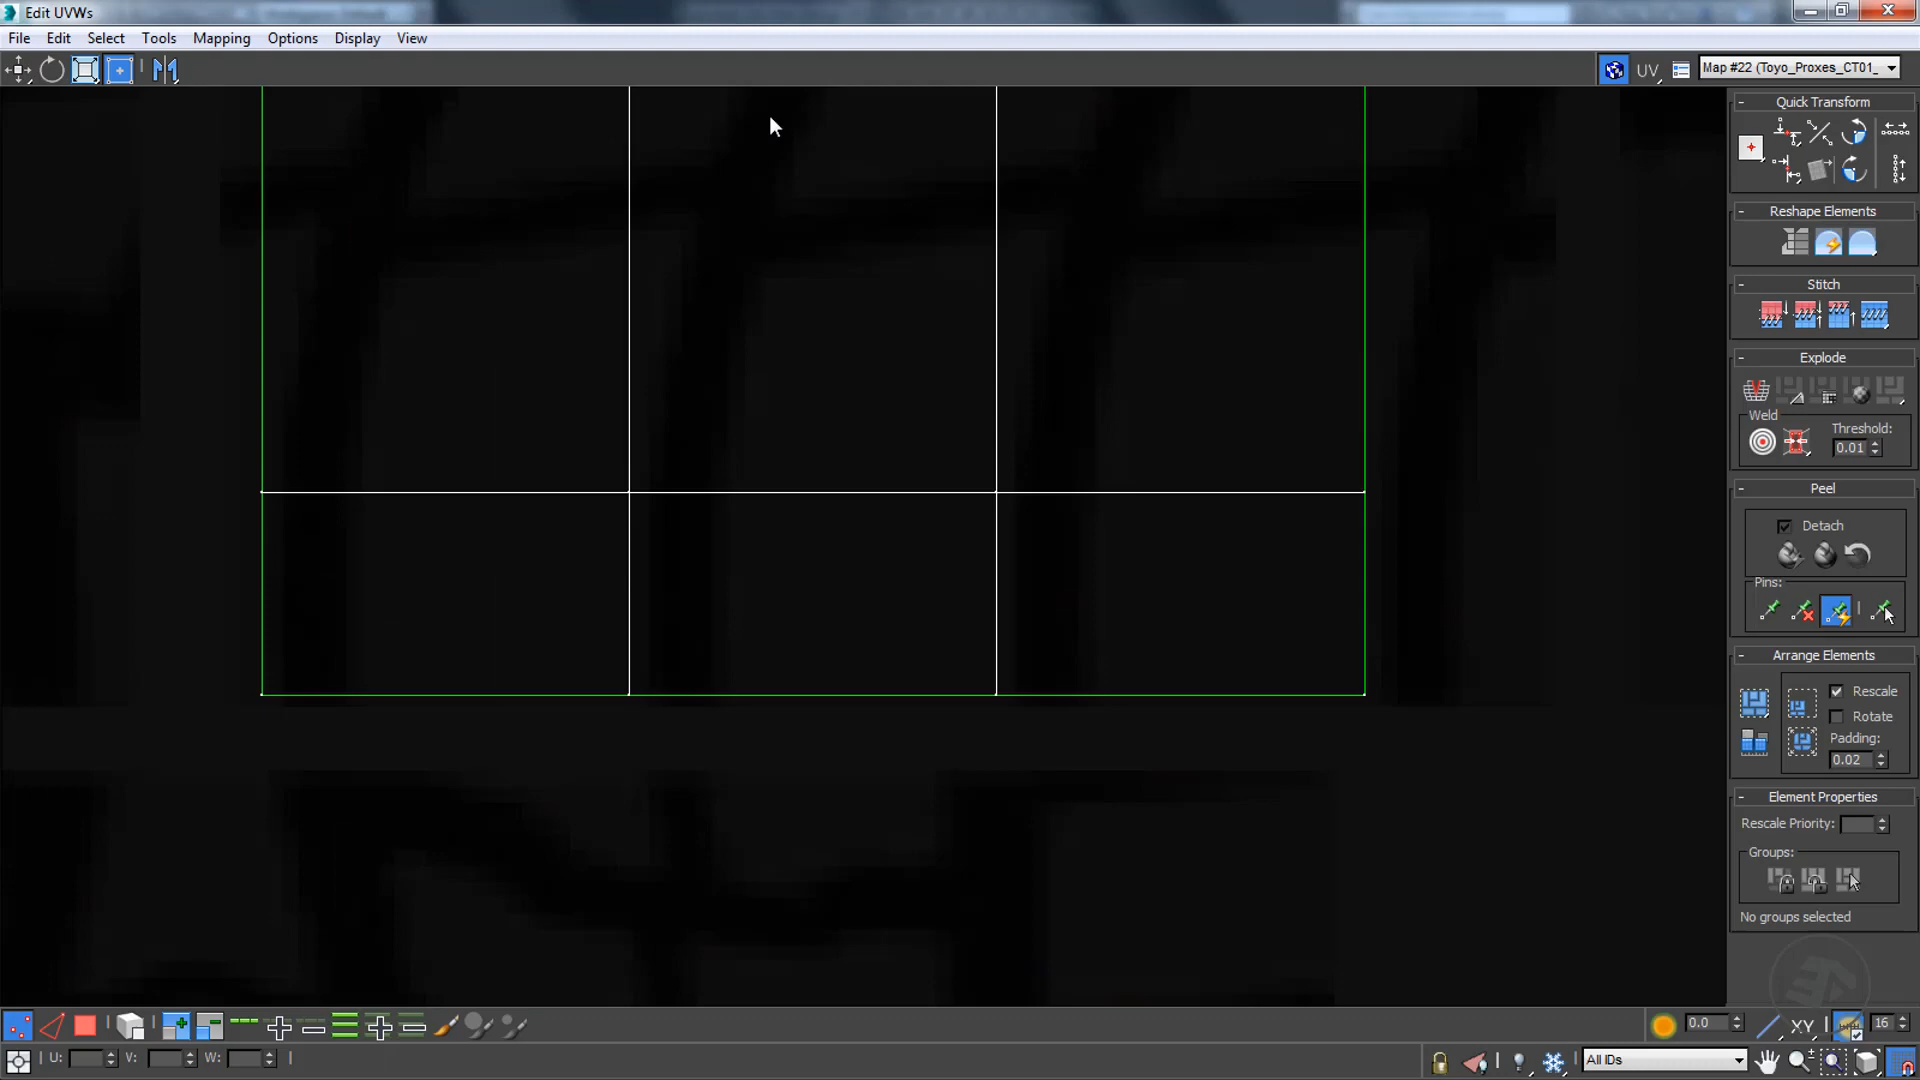 Edit UVWs
File Edit Select Tools Mapping Options Display View
UV Map #22 (Toyo_Proxes_CT01_
- Quick Transform
- Reshape Elements
- Stitch
- Explode
Weld
Threshold:
0.01
- Peel
Detach
Pins:
- Arrange Elements
Rescale
Rotate
Padding:
0.02
- Element Properties
Rescale Priority:
Groups:
No groups selected
0.0 XY 16
U: V: W: All IDs